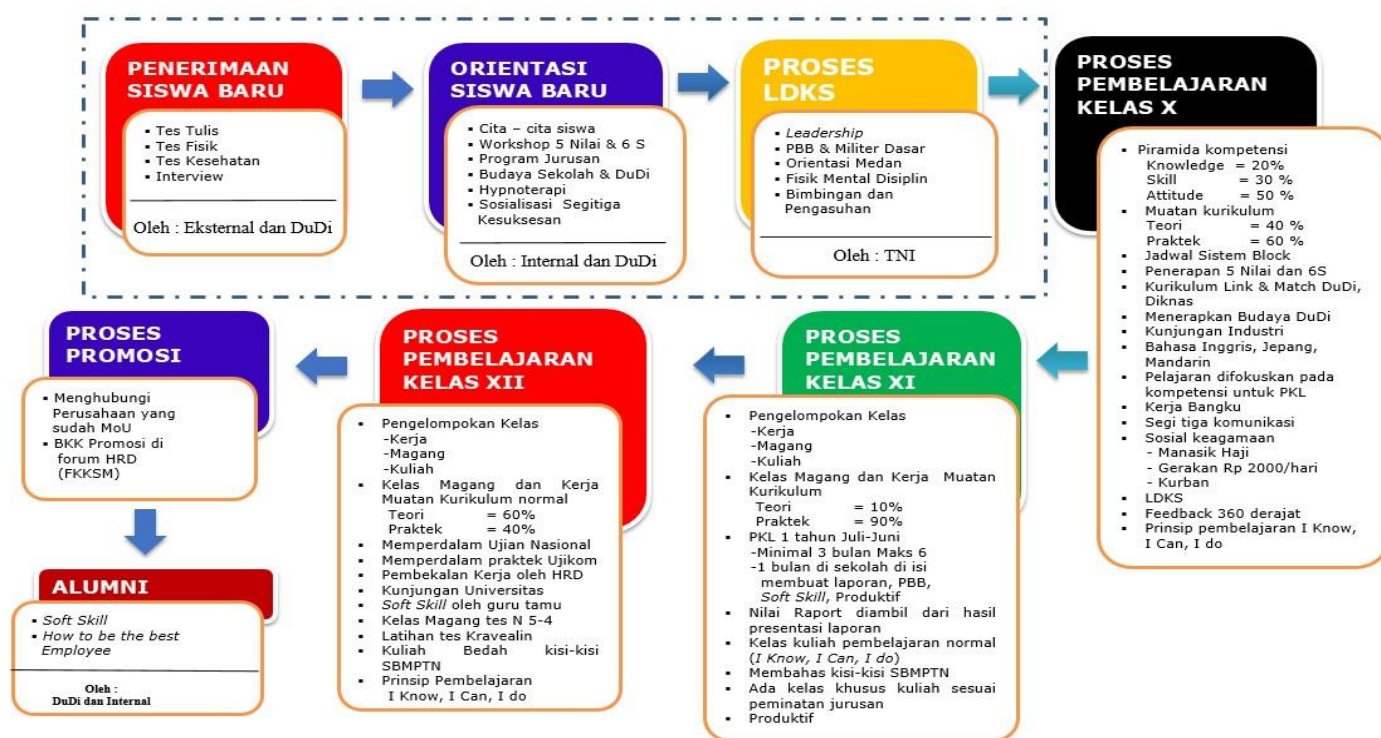 PENERIMAAN
SISWA BARU
▪ Tes Tulis
▪ Tes Fisik
▪ Tes Kesehatan
▪ Interview
Oleh : Eksternal dan DuDi
ORIENTASI
SISWA BARU
▪ Cita – cita siswa
▪ Workshop 5 Nilai & 6 S
▪ Program Jurusan
▪ Budaya Sekolah & DuDi
▪ Hypnoterapi
▪ Sosialisasi Segitiga
Kesuksesan
Oleh : Internal dan DuDi
PROSES
LDKS
▪ Leadership
▪ PBB & Militer Dasar
▪ Orientasi Medan
▪ Fisik Mental Disiplin
▪ Bimbingan dan
Pengasuhan
Oleh : TNI
PROSES
PEMBELAJARAN
KELAS X
▪ Piramida kompetensi
Knowledge = 20%
Skill = 30 %
Attitude = 50 %
▪ Muatan kurikulum
Teori = 40 %
Praktek = 60 %
▪ Jadwal Sistem Block
▪ Penerapan 5 Nilai dan 6S
▪ Kurikulum Link & Match DuDi,
Diknas
▪ Menerapkan Budaya DuDi
▪ Kunjungan Industri
▪ Bahasa Inggris, Jepang,
Mandarin
▪ Pelajaran difokuskan pada
kompetensi untuk PKL
▪ Kerja Bangku
▪ Segi tiga komunikasi
▪ Sosial keagamaan
- Manasik Haji
- Gerakan Rp 2000/hari
- Kurban
▪ LDKS
▪ Feedback 360 derajat
▪ Prinsip pembelajaran I Know,
I Can, I do
PROSES
PEMBELAJARAN
KELAS XI
▪ Pengelompokan Kelas
-Kerja
-Magang
-Kuliah
▪ Kelas Magang dan Kerja Muatan
Kurikulum
Teori = 10%
Praktek = 90%
▪ PKL 1 tahun Juli-Juni
-Minimal 3 bulan Maks 6
-1 bulan di sekolah di isi
membuat laporan, PBB,
Soft Skill, Produktif
▪ Nilai Raport diambil dari hasil
presentasi laporan
▪ Kelas kuliah pembelajaran normal
(I Know, I Can, I do)
▪ Membahas kisi-kisi SBMPTN
▪ Ada kelas khusus kuliah sesuai
peminatan jurusan
▪ Produktif
PROSES
PEMBELAJARAN
KELAS XII
▪ Pengelompokan Kelas
-Kerja
-Magang
-Kuliah
▪ Kelas Magang dan Kerja
Muatan Kurikulum normal
Teori = 60%
Praktek = 40%
▪ Memperdalam Ujian Nasional
▪ Memperdalam praktek Ujikom
▪ Pembekalan Kerja oleh HRD
▪ Kunjungan Universitas
▪ Soft Skill oleh guru tamu
▪ Kelas Magang tes N 5-4
▪ Latihan tes Kravealin
▪ Kuliah Bedah kisi-kisi
SBMPTN
▪ Prinsip Pembelajaran
I Know, I Can, I do
PROSES
PROMOSI
▪ Menghubungi
Perusahaan yang
sudah MoU
▪ BKK Promosi di
forum HRD
(FKKSM)
ALUMNI
▪ Soft Skill
▪ How to be the best
Employee
Oleh :
DuDi dan Internal